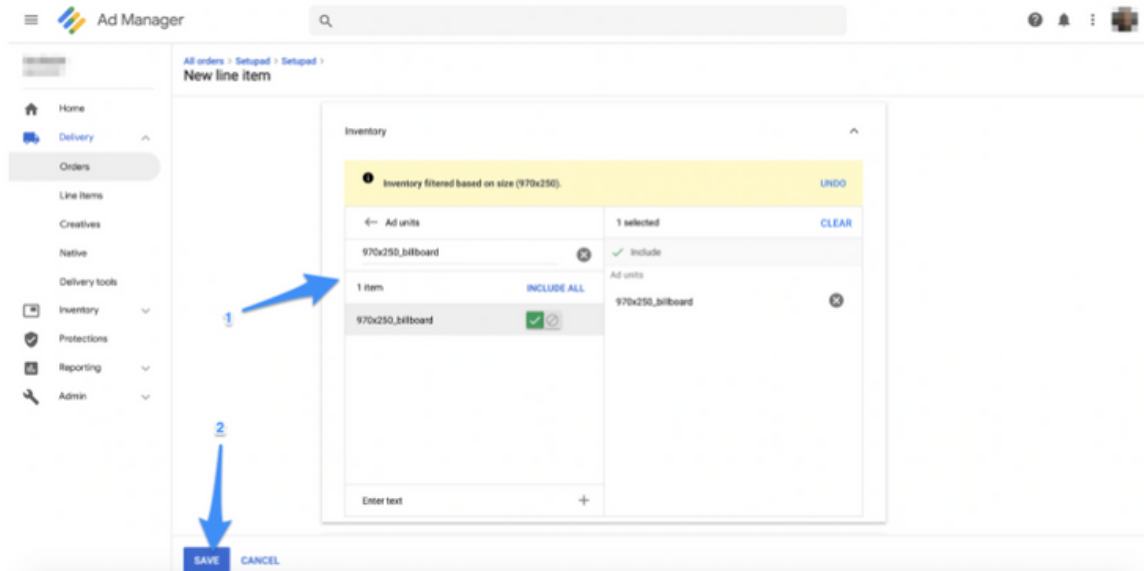 Ad Manager
All orders > Setupad > Setupad >
New line item
Home
Delivery
Orders
Line items
Creatives
Native
Delivery tools
Inventory
Protections
Reporting
Admin
Inventory
Inventory filtered based on size (970x250).
UNDO
Ad units
970x250_billboard
1 item
INCLUDE ALL
970x250_billboard
Enter text
1 selected
CLEAR
Include
Ad units
970x250_billboard
1
2
SAVE
CANCEL